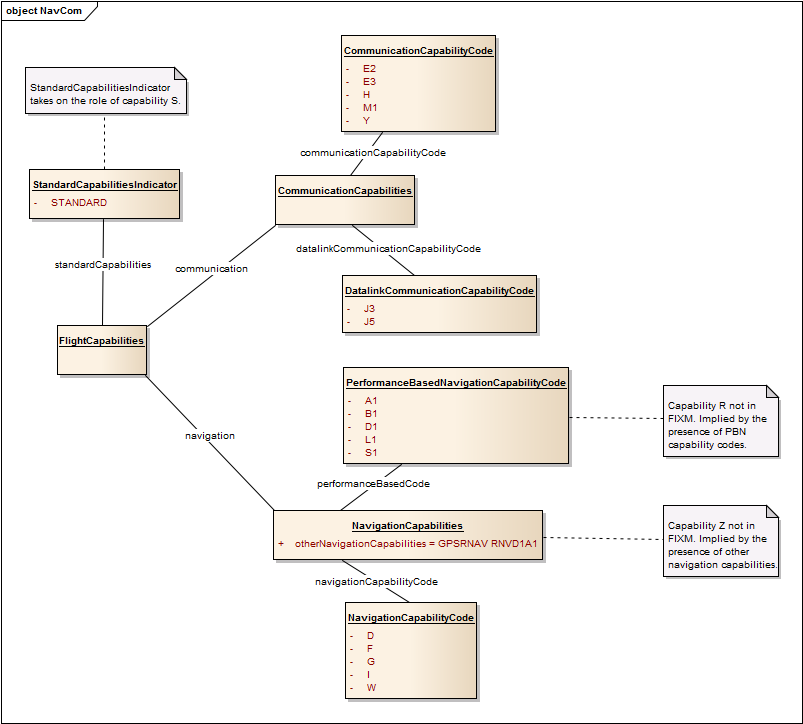 object NavCom
CommunicationCapabilityCode
- E2
- E3
- H
- M1
- Y
StandardCapabilitiesIndicator
takes on the role of capability S.
communicationCapabilityCode
StandardCapabilitiesIndicator
- STANDARD
CommunicationCapabilities
standardCapabilities
communication
datalinkCommunicationCapabilityCode
DatalinkCommunicationCapabilityCode
- J3
- J5
FlightCapabilities
PerformanceBasedNavigationCapabilityCode
- A1
- B1
- D1
- L1
- S1
Capability R not in
FIXM. Implied by the
presence of PBN
capability codes.
navigation
performanceBasedCode
NavigationCapabilities
+ otherNavigationCapabilities = GPSRNAV RNVD1A1
Capability Z not in
FIXM. Implied by the
presence of other
navigation capabilities.
navigationCapabilityCode
NavigationCapabilityCode
- D
- F
- G
- I
- W